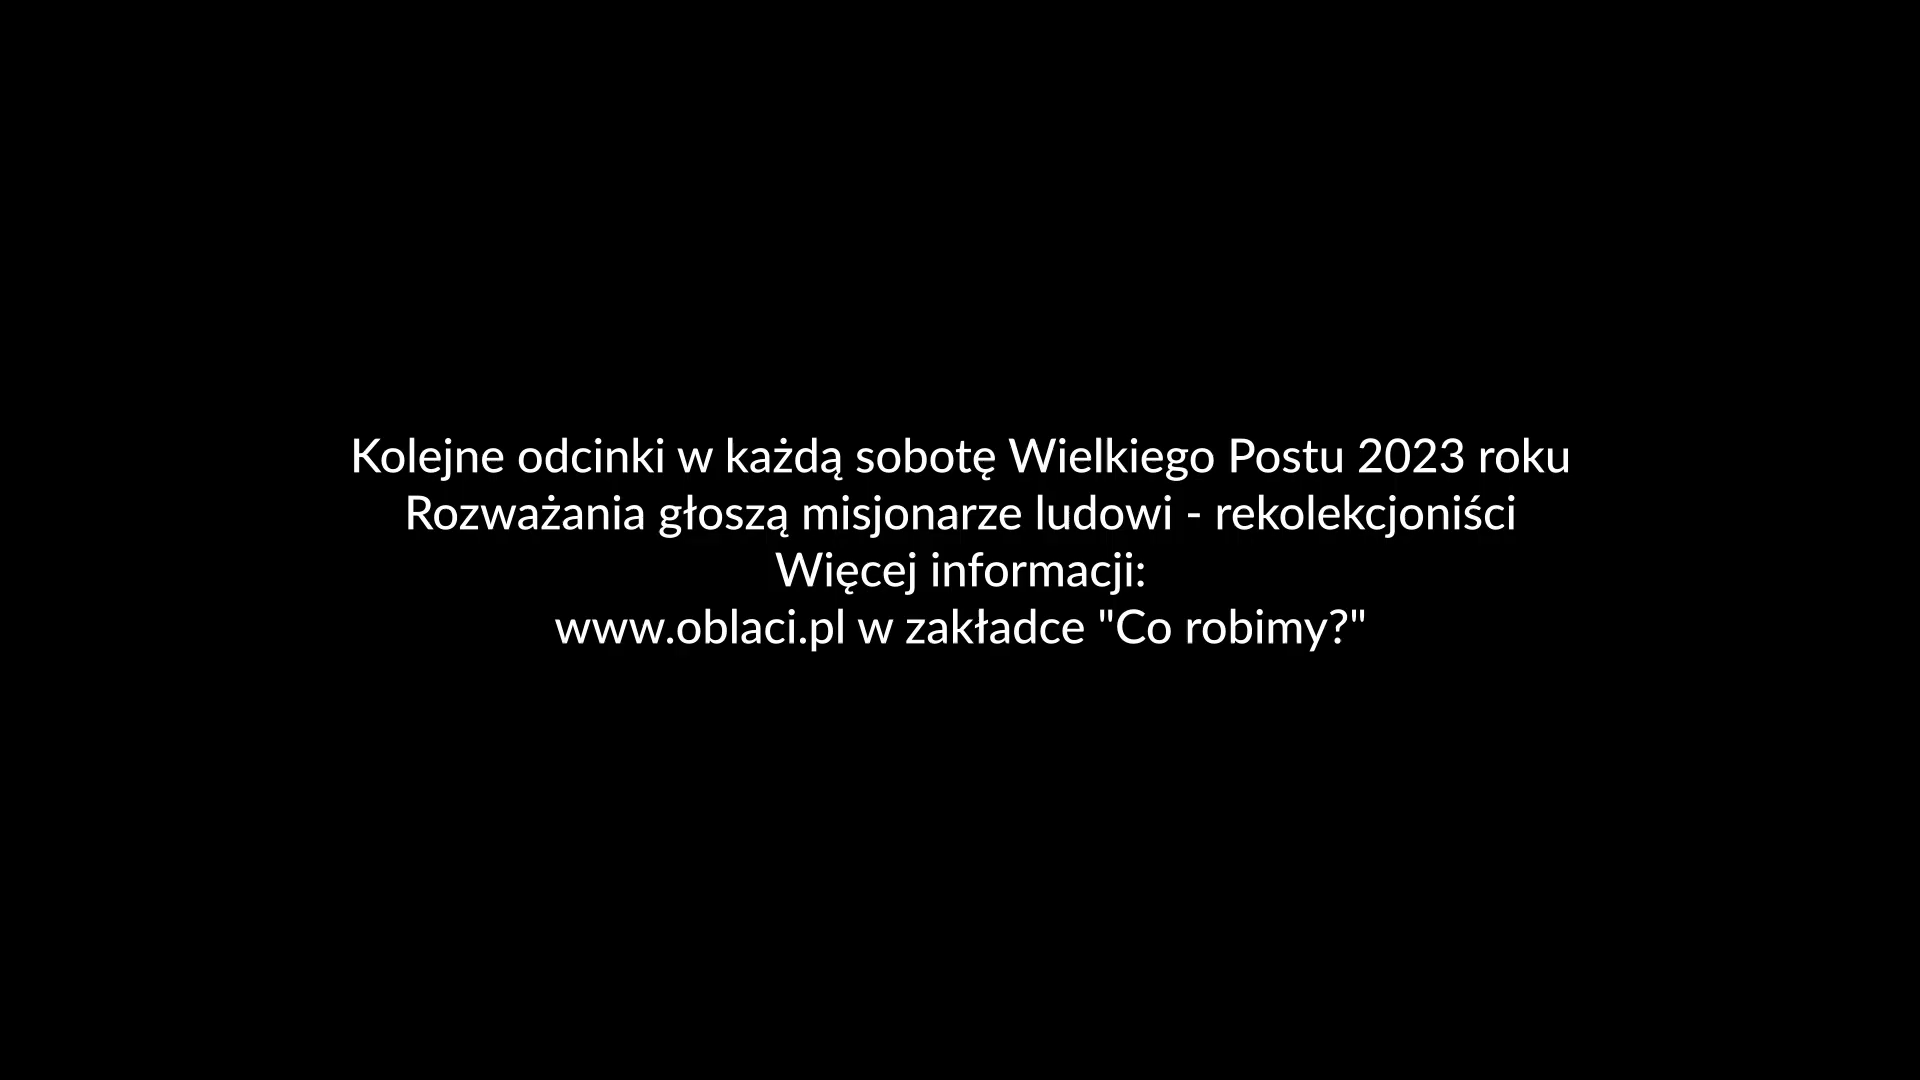 Kolejne odcinki w każdą sobotę Wielkiego Postu 2023 roku
Rozważania głoszą misjonarze ludowi - rekolekcjoniści
Więcej informacji:
www.oblaci.pl w zakładce "Co robimy?"